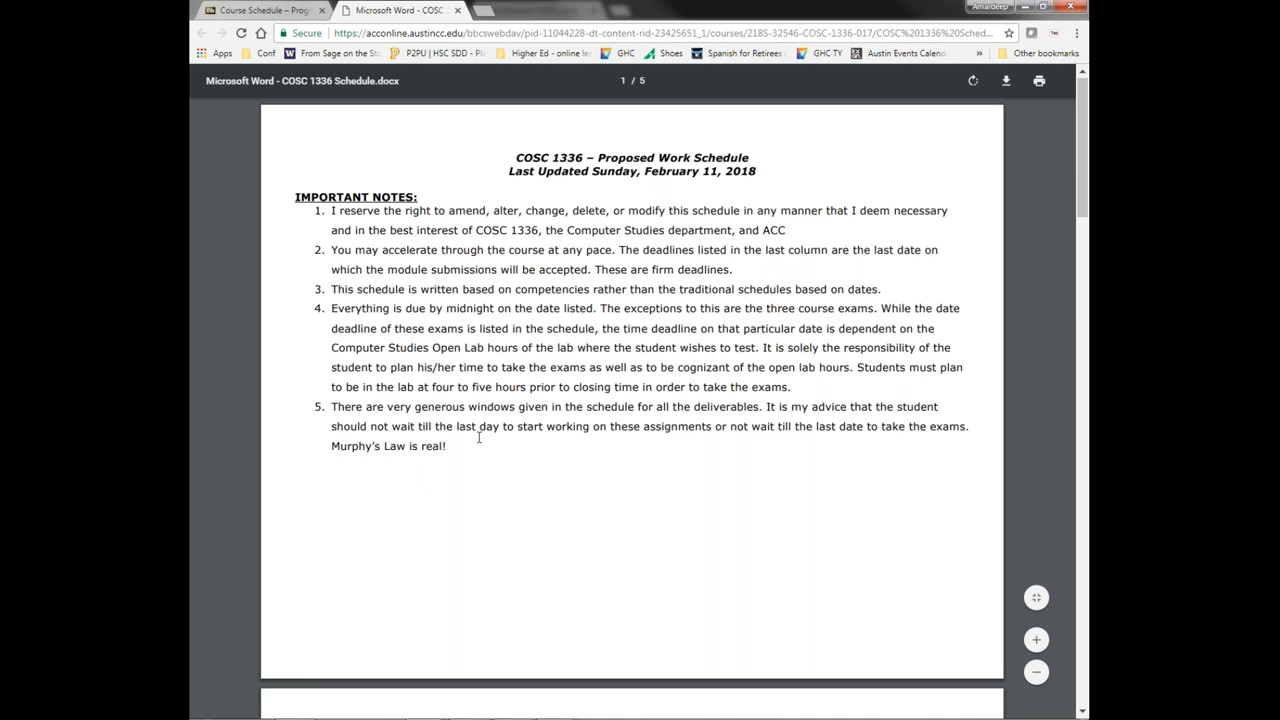 Amardeep
Course Schedule – Prog
Microsoft Word - COSC
Secure
https://acconline.austincc.edu/bbcswebdav/pid-11044228-dt-content-rid-23425651_1/courses/218S-32546-COSC-1336-017/COSC%201336%20Sched...
Apps
Conf
From Sage on the Sta
P2PU | HSC SDD - Pi
Higher Ed - online le
GHC
Shoes
Spanish for Retirees |
GHC TY
Austin Events Calend
Other bookmarks
Microsoft Word - COSC 1336 Schedule.docx
1 / 5
COSC 1336 – Proposed Work Schedule
Last Updated Sunday, February 11, 2018
IMPORTANT NOTES:
1. I reserve the right to amend, alter, change, delete, or modify this schedule in any manner that I deem necessary
and in the best interest of COSC 1336, the Computer Studies department, and ACC
2. You may accelerate through the course at any pace. The deadlines listed in the last column are the last date on
which the module submissions will be accepted. These are firm deadlines.
3. This schedule is written based on competencies rather than the traditional schedules based on dates.
4. Everything is due by midnight on the date listed. The exceptions to this are the three course exams. While the date
deadline of these exams is listed in the schedule, the time deadline on that particular date is dependent on the
Computer Studies Open Lab hours of the lab where the student wishes to test. It is solely the responsibility of the
student to plan his/her time to take the exams as well as to be cognizant of the open lab hours. Students must plan
to be in the lab at four to five hours prior to closing time in order to take the exams.
5. There are very generous windows given in the schedule for all the deliverables. It is my advice that the student
should not wait till the last day to start working on these assignments or not wait till the last date to take the exams.
Murphy's Law is real!